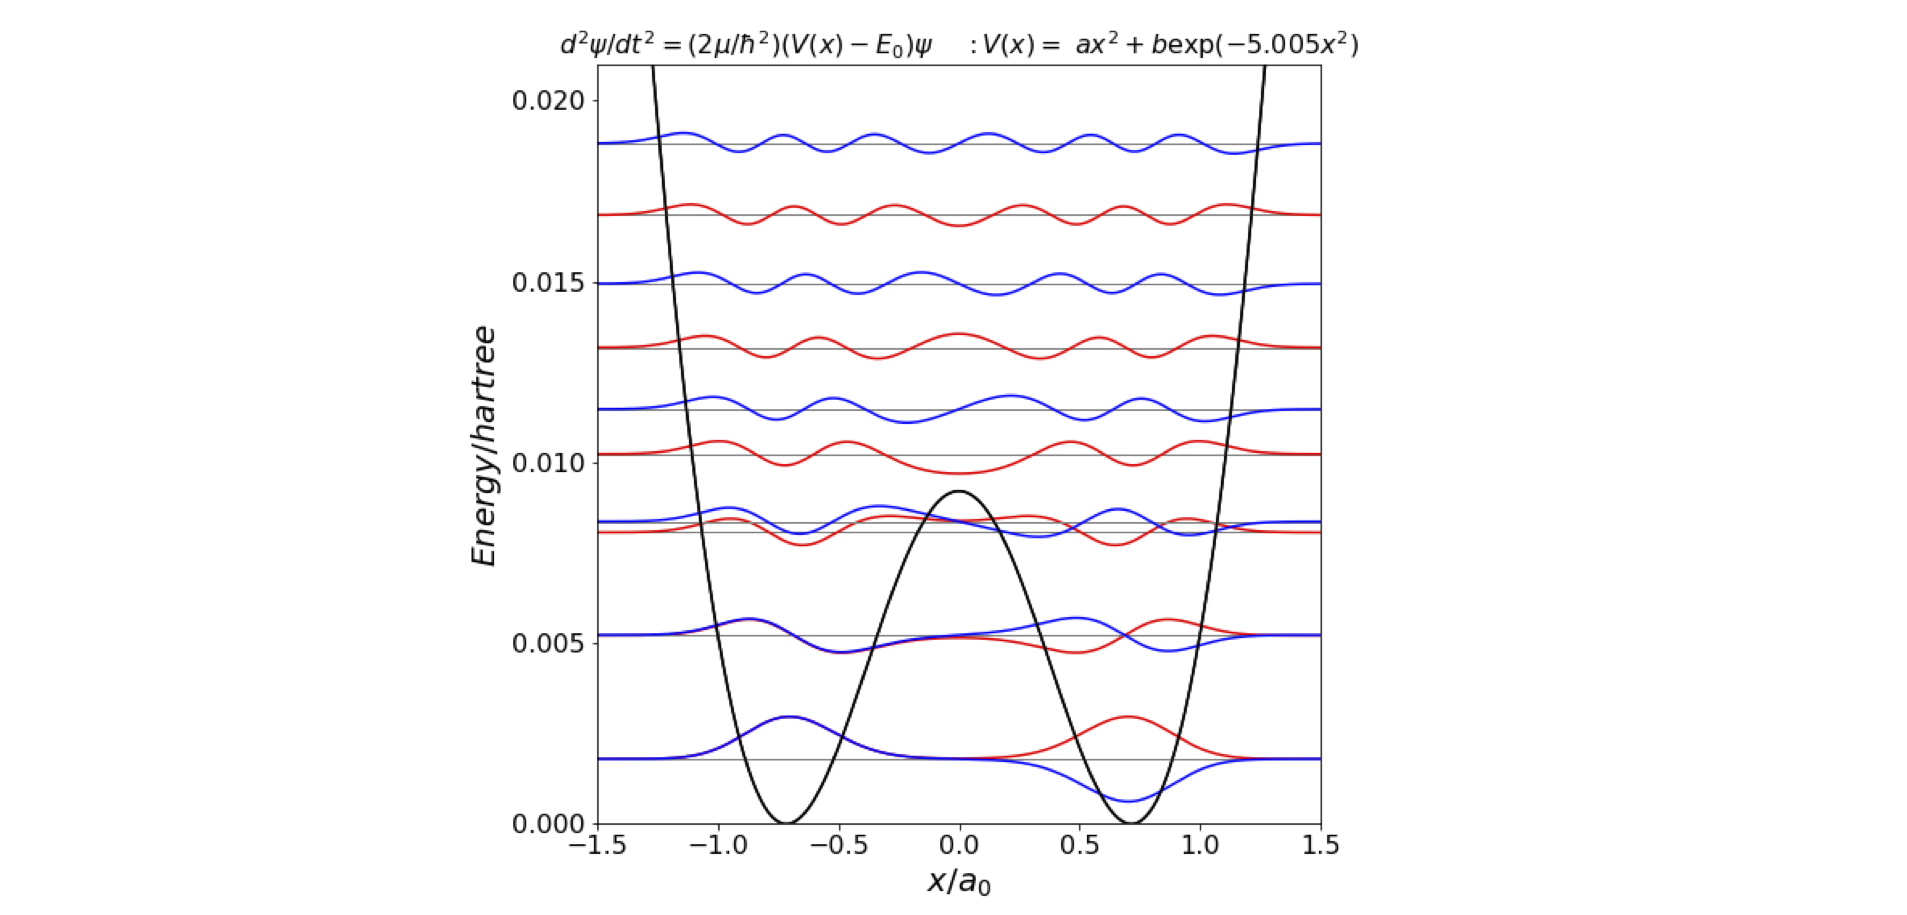 d²ψ/dt² = (2μ/ħ²)(V(x) − E₀)ψ : V(x) = ax² + bexp(−5.005x²)
0.020
0.015
0.010
0.005
0.000
Energy/hartree
−1.5 −1.0 −0.5 0.0 0.5 1.0 1.5
x/a₀